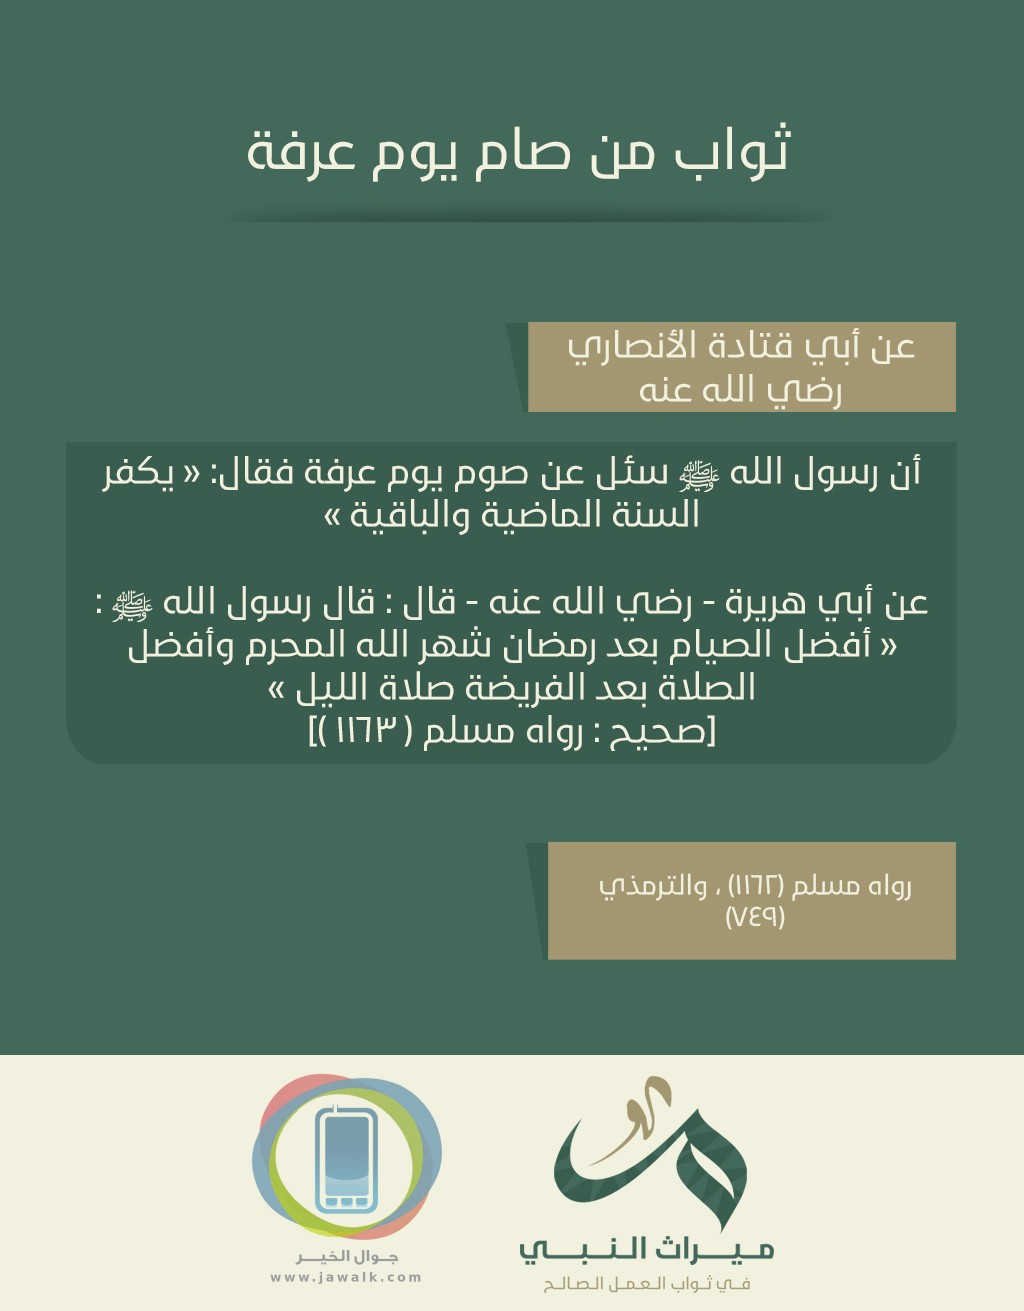 ثواب من صام يوم عرفة
عن أبي قتادة الأنصاري
رضي الله عنه
أن رسول الله ﷺ سئل عن صوم يوم عرفة فقال: « يكفر
السنة الماضية والباقية »
عن أبي هريرة - رضي الله عنه - قال : قال رسول الله ﷺ :
« أفضل الصيام بعد رمضان شهر الله المحرم وأفضل
الصلاة بعد الفريضة صلاة الليل »
[صحيح : رواه مسلم ( ١١٦٣ )]
رواه مسلم (١١٦٢) ، والترمذي
(٧٤٩)
ميراث النبي
في ثواب العمل الصالح
جوال الخير
www.jawalk.com